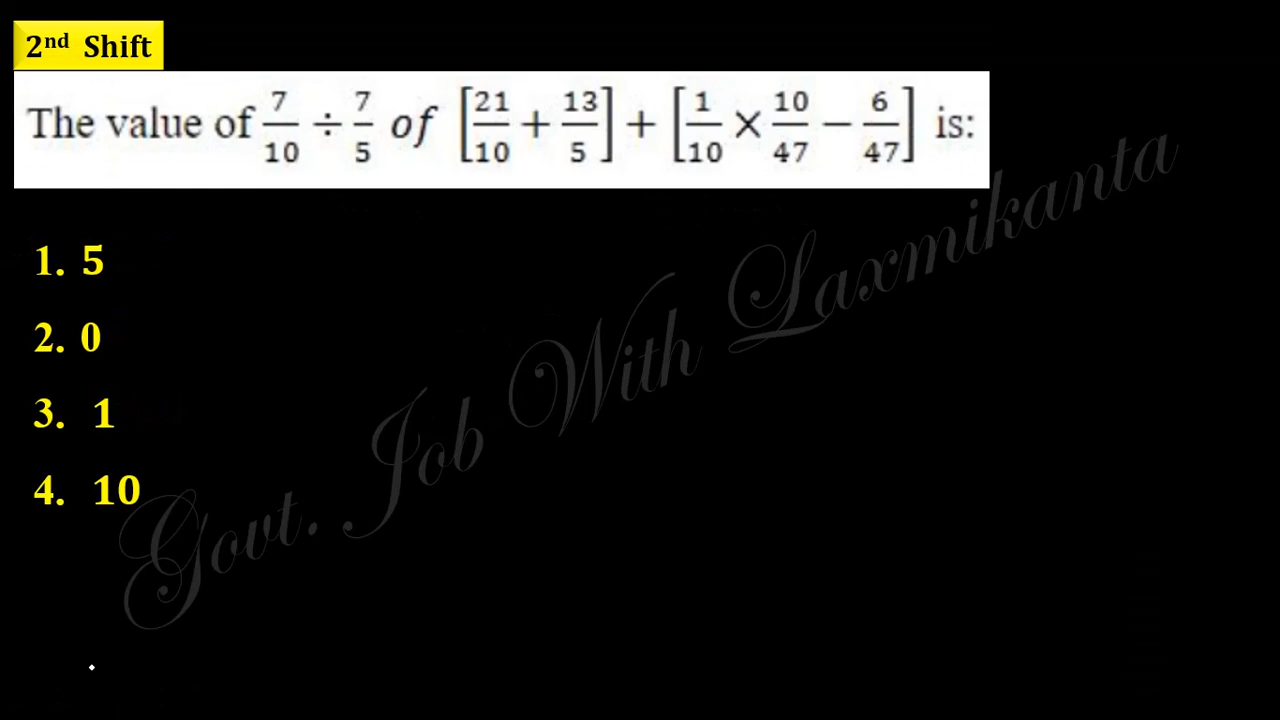 2nd Shift
The value of 7/10 ÷ 7/5 of [21/10 + 13/5] + [1/10 × 10/47 − 6/47] is:
1. 5
2. 0
3. 1
4. 10
Govt. Job With Laxmikanta